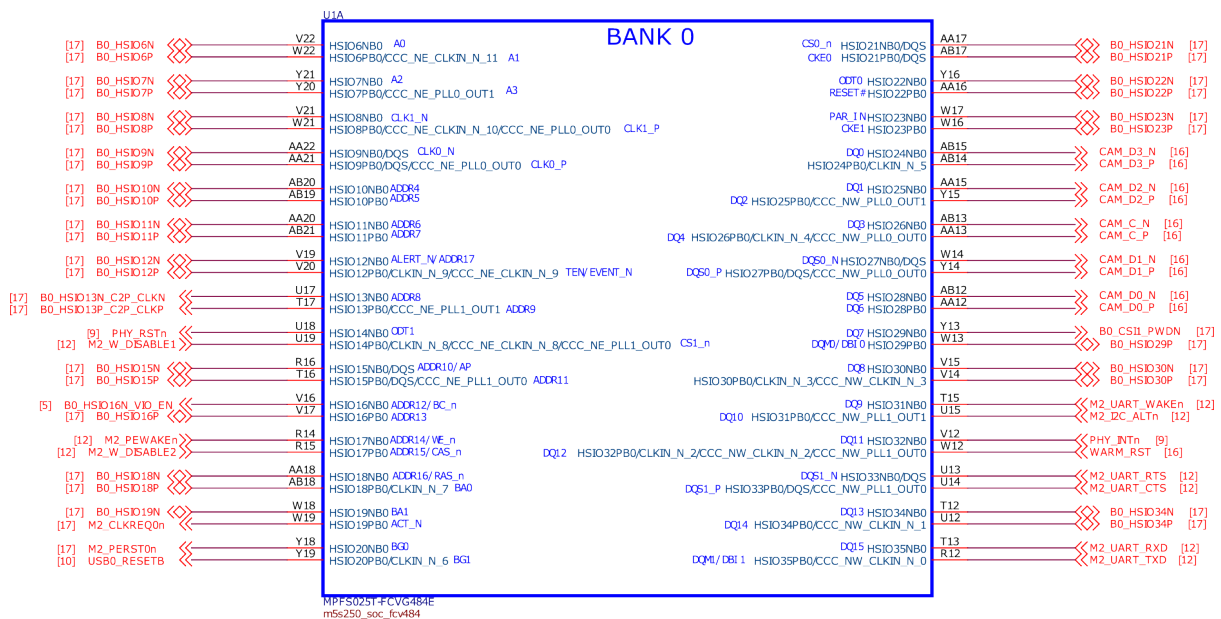 U1A
BANK 0
[17] B0_HSIO6N V22 HSIO6NB0 A0 CS0_n HSIO21NB0/DQS AA17 B0_HSIO21N [17]
[17] B0_HSIO6P W22 HSIO6PB0/CCC_NE_CLKIN_N_11 A1 CKE0 HSIO21PB0/DQS AB17 B0_HSIO21P [17]
[17] B0_HSIO7N Y21 HSIO7NB0 A2 ODT0 HSIO22NB0 Y16 B0_HSIO22N [17]
[17] B0_HSIO7P Y20 HSIO7PB0/CCC_NE_PLL0_OUT1 A3 RESET# HSIO22PB0 AA16 B0_HSIO22P [17]
[17] B0_HSIO8N V21 HSIO8NB0 CLK1_N PAR_IN HSIO23NB0 W17 B0_HSIO23N [17]
[17] B0_HSIO8P W21 HSIO8PB0/CCC_NE_CLKIN_N_10/CCC_NE_PLL0_OUT0 CLK1_P CKE1 HSIO23PB0 W16 B0_HSIO23P [17]
[17] B0_HSIO9N AA22 HSIO9NB0/DQS CLK0_N DQ0 HSIO24NB0 AB15 CAM_D3_N [16]
[17] B0_HSIO9P AA21 HSIO9PB0/DQS/CCC_NE_PLL0_OUT0 CLK0_P HSIO24PB0/CLKIN_N_5 AB14 CAM_D3_P [16]
[17] B0_HSIO10N AB20 HSIO10NB0 ADDR4 DQ1 HSIO25NB0 AA15 CAM_D2_N [16]
[17] B0_HSIO10P AB19 HSIO10PB0 ADDR5 DQ2 HSIO25PB0/CCC_NW_PLL0_OUT1 Y15 CAM_D2_P [16]
[17] B0_HSIO11N AA20 HSIO11NB0 ADDR6 DQ3 HSIO26NB0 AB13 CAM_C_N [16]
[17] B0_HSIO11P AB21 HSIO11PB0 ADDR7 DQ4 HSIO26PB0/CLKIN_N_4/CCC_NW_PLL0_OUT0 AA13 CAM_C_P [16]
[17] B0_HSIO12N V19 HSIO12NB0 ALERT_N/ADDR17 DQS0_N HSIO27NB0/DQS W14 CAM_D1_N [16]
[17] B0_HSIO12P V20 HSIO12PB0/CLKIN_N_9/CCC_NE_CLKIN_N_9 TEN/EVENT_N DQS0_P HSIO27PB0/DQS/CCC_NW_PLL0_OUT0 Y14 CAM_D1_P [16]
[17] B0_HSIO13N_C2P_CLKN U17 HSIO13NB0 ADDR8 DQ5 HSIO28NB0 AB12 CAM_D0_N [16]
[17] B0_HSIO13P_C2P_CLKP T17 HSIO13PB0/CCC_NE_PLL1_OUT1 ADDR9 DQ6 HSIO28PB0 AA12 CAM_D0_P [16]
[9] PHY_RSTn U18 HSIO14NB0 ODT1 DQ7 HSIO29NB0 Y13 B0_CSI1_PWDN [17]
[12] M2_W_DISABLE1 U19 HSIO14PB0/CLKIN_N_8/CCC_NE_CLKIN_N_8/CCC_NE_PLL1_OUT0 CS1_n DQM0/DBI0 HSIO29PB0 W13 B0_HSIO29P [17]
[17] B0_HSIO15N R16 HSIO15NB0/DQS ADDR10/AP DQ8 HSIO30NB0 V15 B0_HSIO30N [17]
[17] B0_HSIO15P T16 HSIO15PB0/DQS/CCC_NE_PLL1_OUT0 ADDR11 HSIO30PB0/CLKIN_N_3/CCC_NW_CLKIN_N_3 V14 B0_HSIO30P [17]
[5] B0_HSIO16N_VIO_EN V16 HSIO16NB0 ADDR12/BC_n DQ9 HSIO31NB0 T15 M2_UART_WAKEn [12]
[17] B0_HSIO16P V17 HSIO16PB0 ADDR13 DQ10 HSIO31PB0/CCC_NW_PLL1_OUT1 U15 M2_I2C_ALTn [12]
[12] M2_PEWAKEn R14 HSIO17NB0 ADDR14/WE_n DQ11 HSIO32NB0 V12 PHY_INTn [9]
[12] M2_W_DISABLE2 R15 HSIO17PB0 ADDR15/CAS_n DQ12 HSIO32PB0/CLKIN_N_2/CCC_NW_CLKIN_N_2/CCC_NW_PLL1_OUT0 W12 WARM_RST [16]
[17] B0_HSIO18N AA18 HSIO18NB0 ADDR16/RAS_n DQS1_N HSIO33NB0/DQS U13 M2_UART_RTS [12]
[17] B0_HSIO18P AB18 HSIO18PB0/CLKIN_N_7 BA0 DQS1_P HSIO33PB0/DQS/CCC_NW_PLL1_OUT0 U14 M2_UART_CTS [12]
[17] B0_HSIO19N W18 HSIO19NB0 BA1 DQ13 HSIO34NB0 T12 B0_HSIO34N [17]
[17] M2_CLKREQ0n W19 HSIO19PB0 ACT_N DQ14 HSIO34PB0/CCC_NW_CLKIN_N_1 U12 B0_HSIO34P [17]
[17] M2_PERST0n Y18 HSIO20NB0 BG0 DQ15 HSIO35NB0 T13 M2_UART_RXD [12]
[10] USB0_RESETB Y19 HSIO20PB0/CLKIN_N_6 BG1 DQM1/DBI1 HSIO35PB0/CCC_NW_CLKIN_N_0 R12 M2_UART_TXD [12]
MPFS025T-FCVG484E
m5s250_soc_fcv484